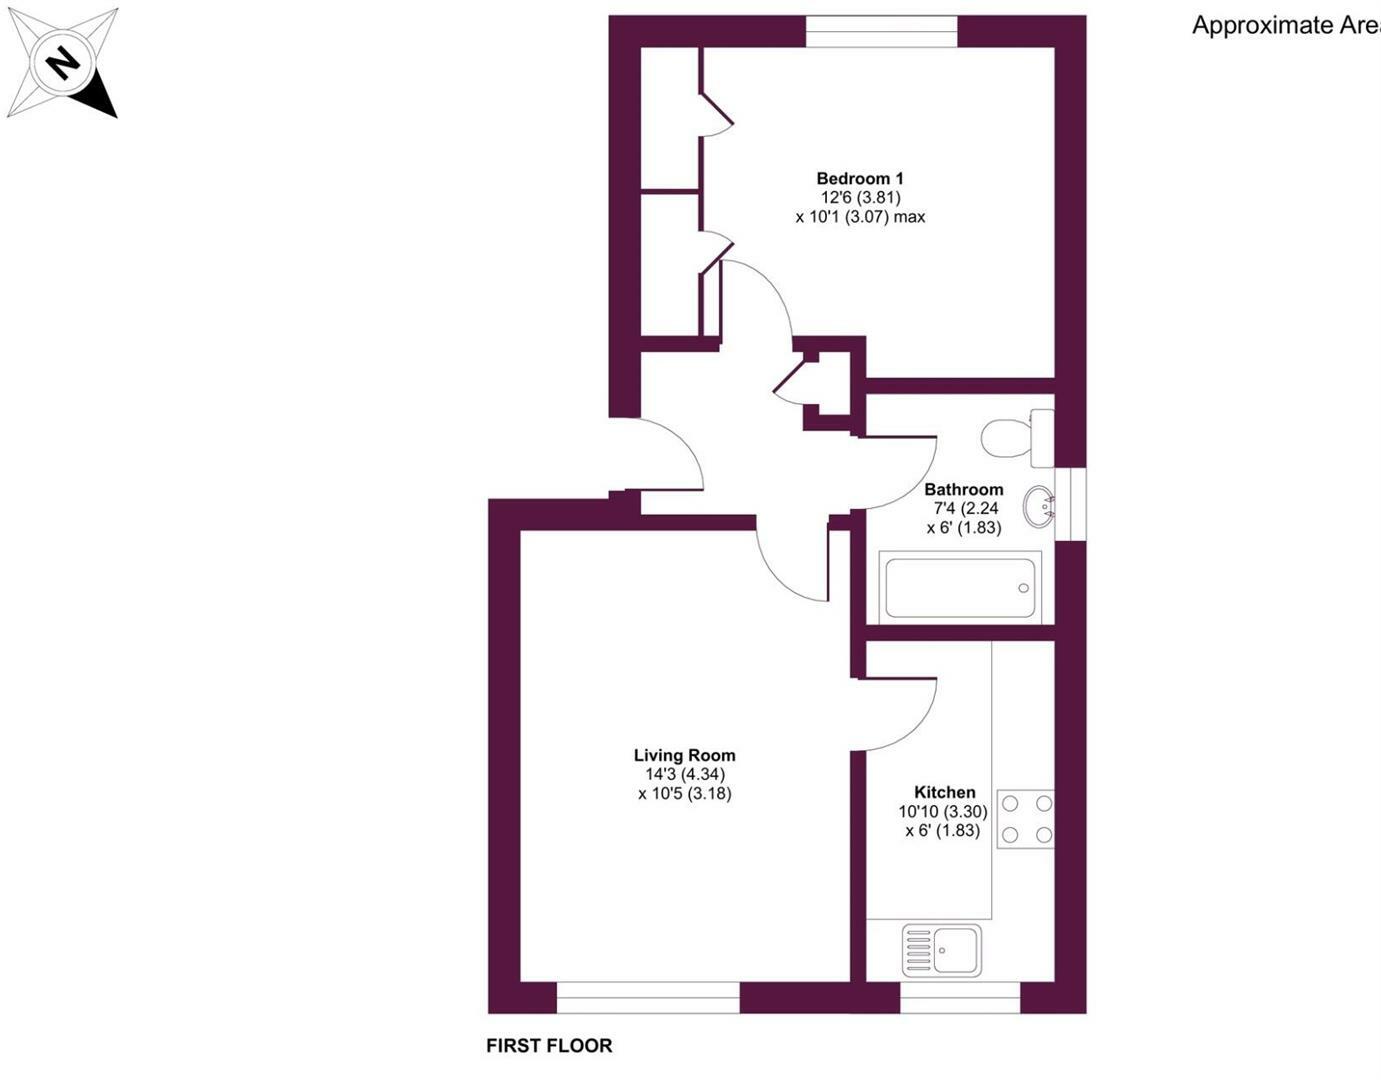 N
Approximate Area
Bedroom 1
12'6 (3.81)
x 10'1 (3.07) max
Bathroom
7'4 (2.24
x 6' (1.83)
Living Room
14'3 (4.34)
x 10'5 (3.18)
Kitchen
10'10 (3.30)
x 6' (1.83)
FIRST FLOOR